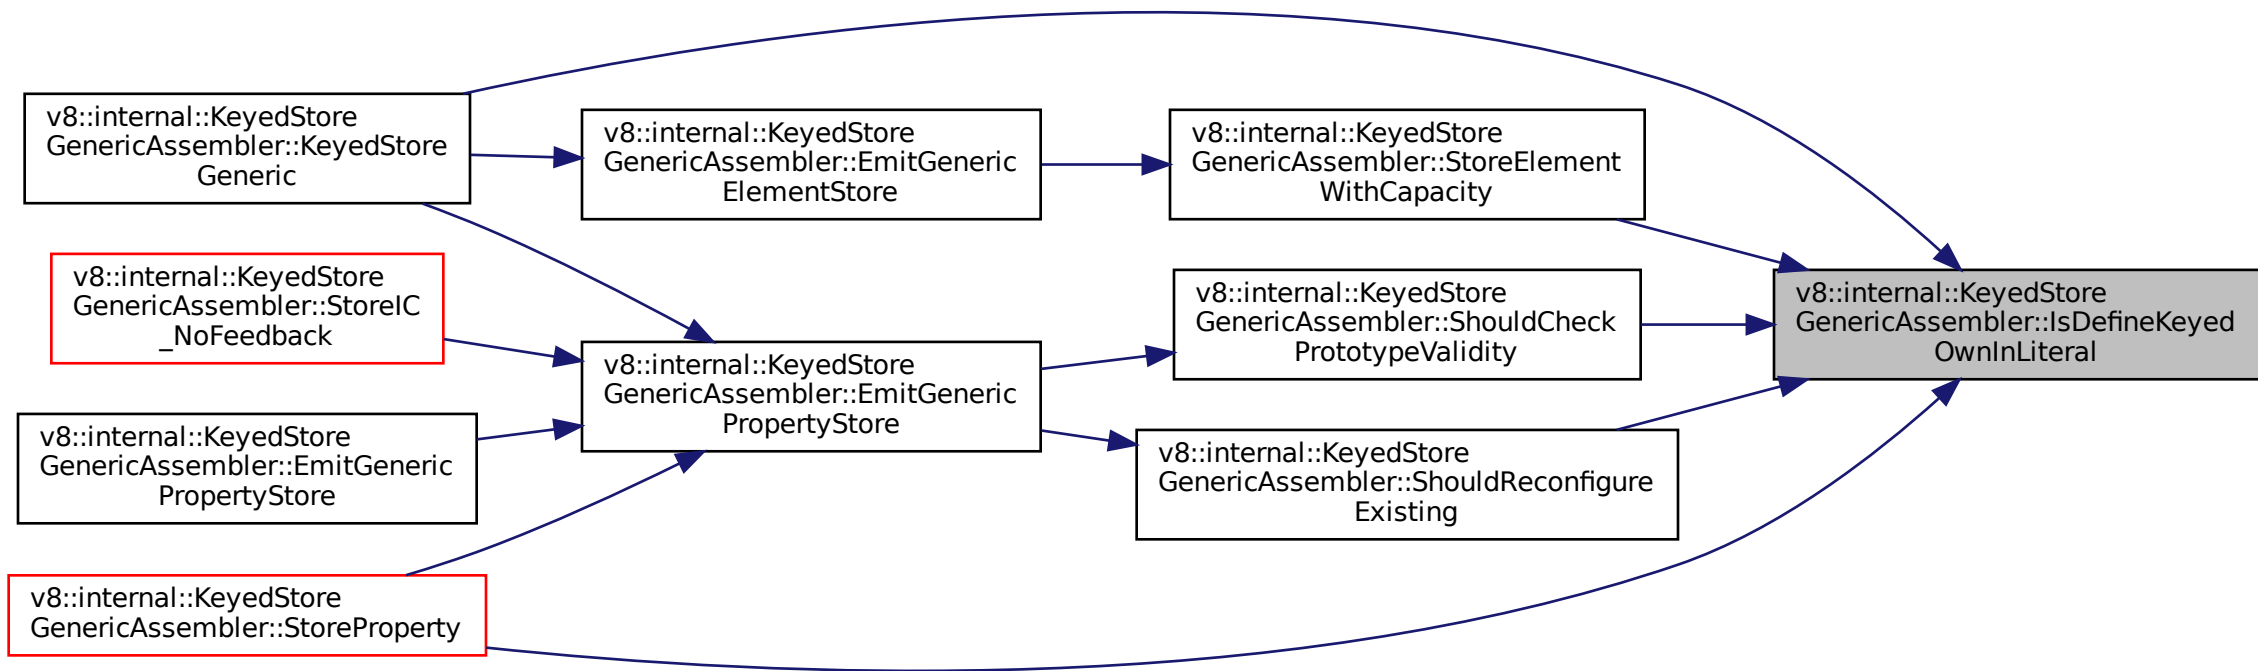 v8::internal::KeyedStore
GenericAssembler::KeyedStore
Generic
v8::internal::KeyedStore
GenericAssembler::StoreIC
_NoFeedback
v8::internal::KeyedStore
GenericAssembler::EmitGeneric
PropertyStore
v8::internal::KeyedStore
GenericAssembler::StoreProperty
v8::internal::KeyedStore
GenericAssembler::EmitGeneric
ElementStore
v8::internal::KeyedStore
GenericAssembler::EmitGeneric
PropertyStore
v8::internal::KeyedStore
GenericAssembler::StoreElement
WithCapacity
v8::internal::KeyedStore
GenericAssembler::ShouldCheck
PrototypeValidity
v8::internal::KeyedStore
GenericAssembler::ShouldReconfigure
Existing
v8::internal::KeyedStore
GenericAssembler::IsDefineKeyed
OwnInLiteral